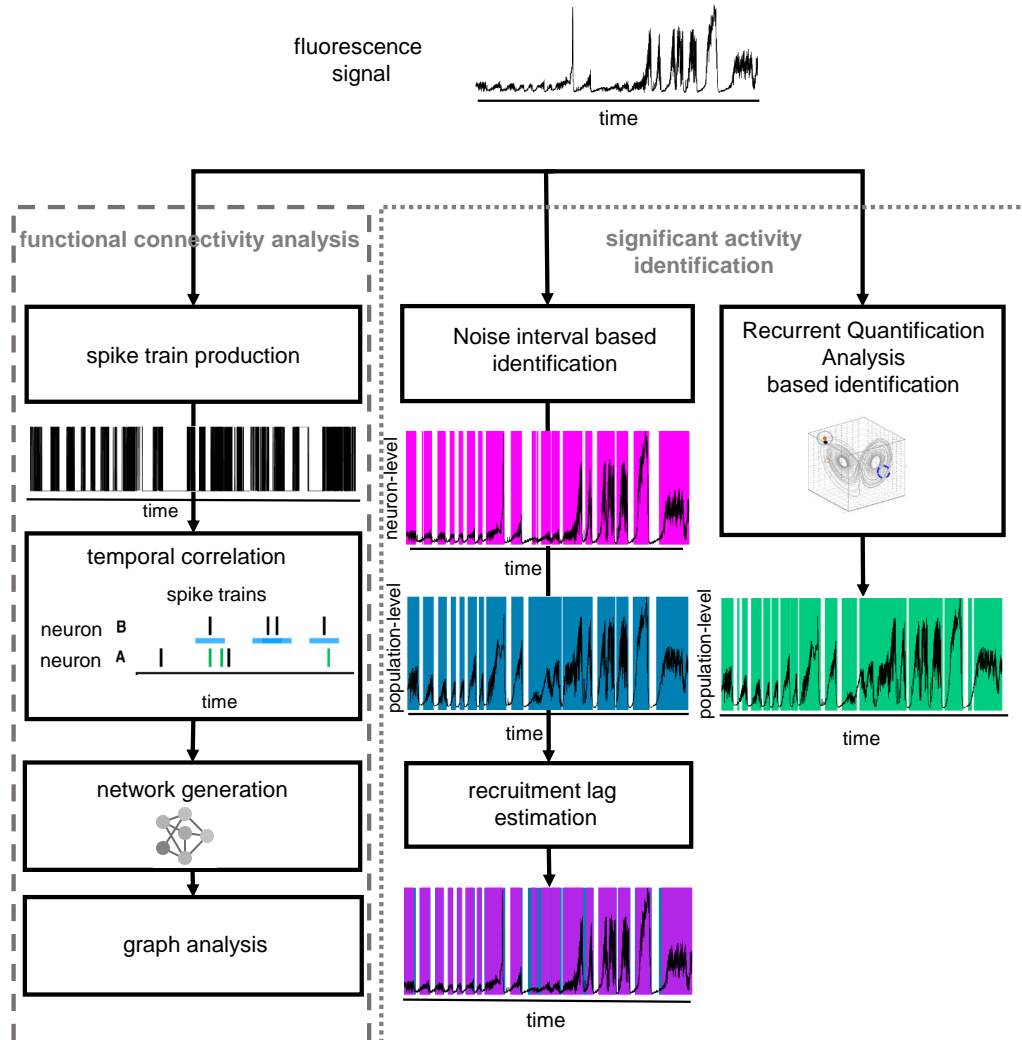 fluorescence
signal
time
functional connectivity analysis
significant activity
identification
spike train production
time
temporal correlation
spike trains
neuron B
neuron A
time
network generation
graph analysis
Noise interval based
identification
neuron-level
time
population-level
time
recruitment lag
estimation
time
Recurrent Quantification
Analysis
based identification
population-level
time